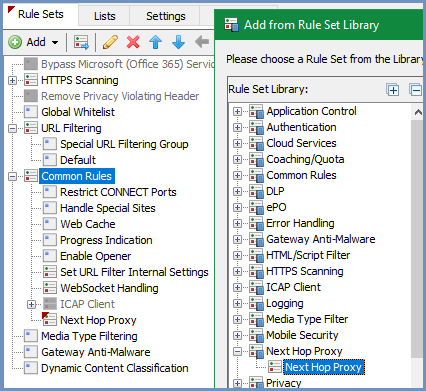 Rule Sets
Lists
Settings
Add
Bypass Microsoft (Office 365) Servic
HTTPS Scanning
Remove Privacy Violating Header
Global Whitelist
URL Filtering
Special URL Filtering Group
Default
Common Rules
Restrict CONNECT Ports
Handle Special Sites
Web Cache
Progress Indication
Enable Opener
Set URL Filter Internal Settings
WebSocket Handling
ICAP Client
Next Hop Proxy
Media Type Filtering
Gateway Anti-Malware
Dynamic Content Classification
Add from Rule Set Library
Please choose a Rule Set from the Library
Rule Set Library:
Application Control
Authentication
Cloud Services
Coaching/Quota
Common Rules
DLP
ePO
Error Handling
Gateway Anti-Malware
HTML/Script Filter
HTTPS Scanning
ICAP Client
Logging
Media Type Filter
Mobile Security
Next Hop Proxy
Next Hop Proxy
Privacy